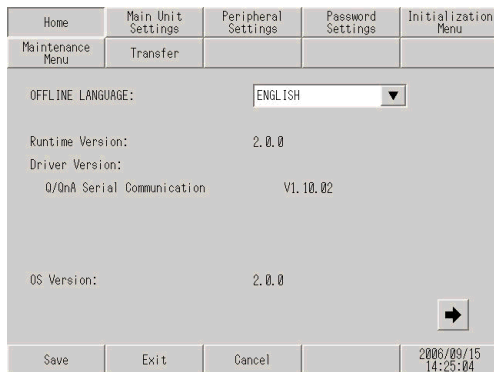 Home
Main Unit
Settings
Peripheral
Settings
Password
Settings
Initialization
Menu
Maintenance
Menu
Transfer
OFFLINE LANGUAGE:
ENGLISH
Runtime Version:
2.0.0
Driver Version:
Q/QnA Serial Communication
V1.10.02
OS Version:
2.0.0
Save
Exit
Cancel
2006/09/15
14:25:04